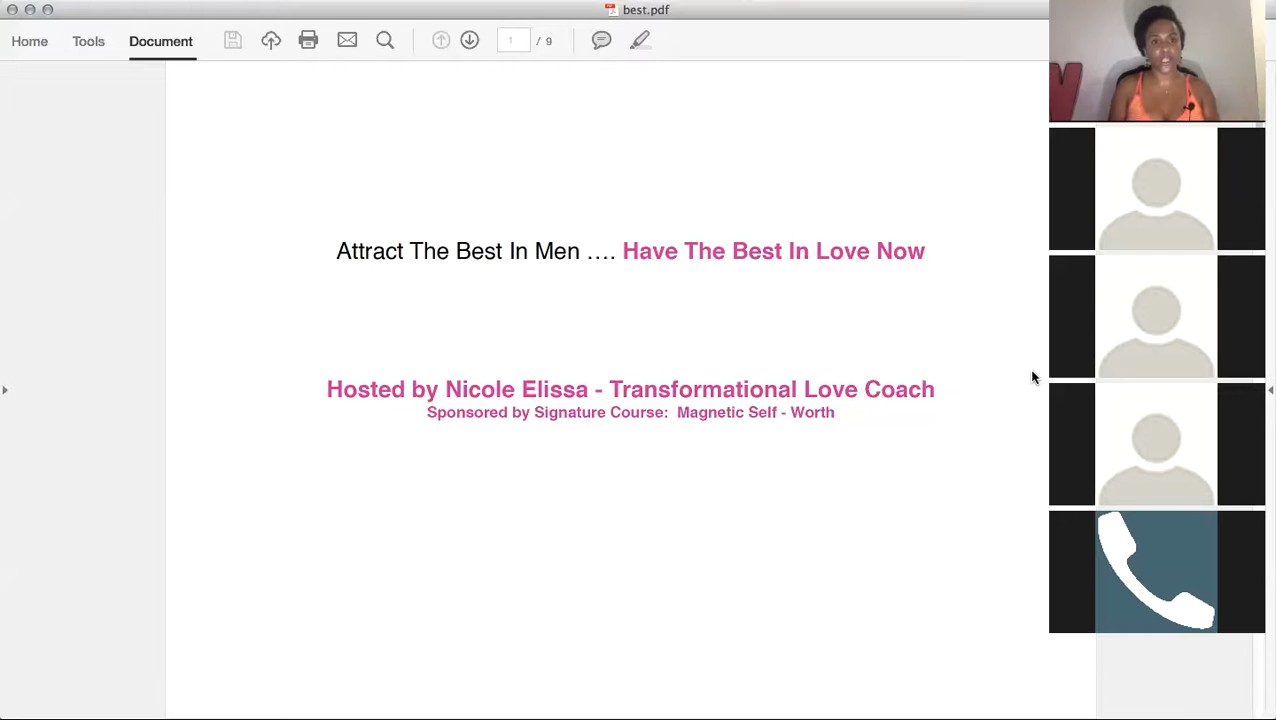 best.pdf
Home Tools Document 1 / 9
Attract The Best In Men …. Have The Best In Love Now
Hosted by Nicole Elissa - Transformational Love Coach
Sponsored by Signature Course:  Magnetic Self - Worth